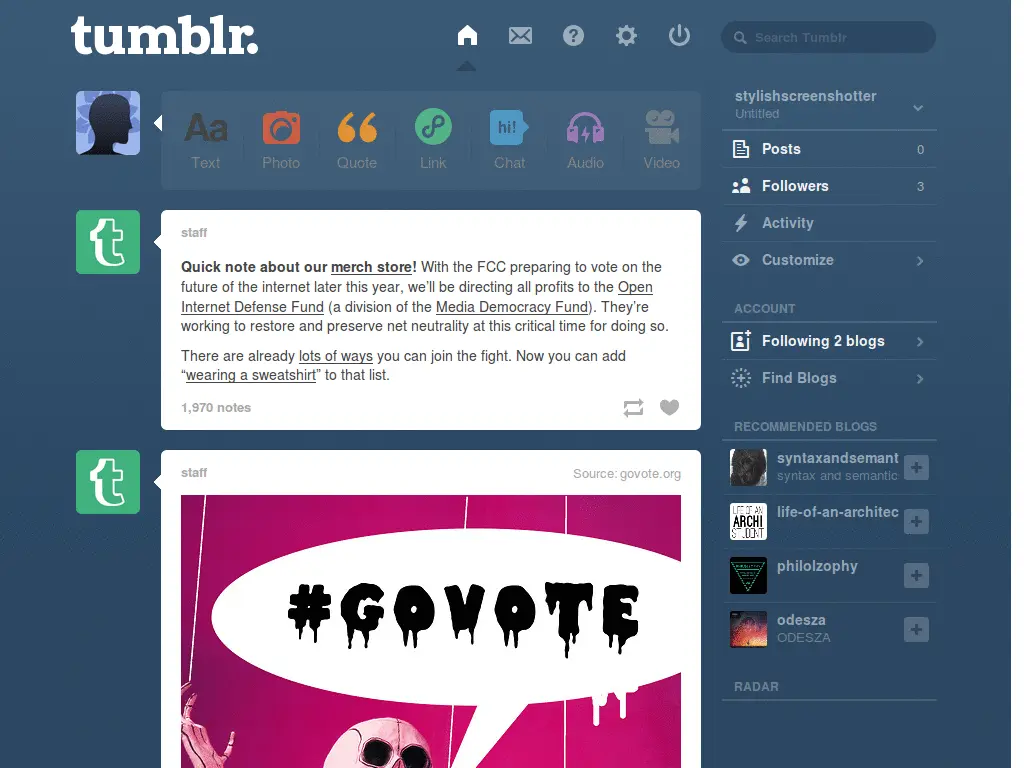 tumblr.
Search Tumblr
Aa
Text
Photo
Quote
Link
hi!
Chat
Audio
Video
staff
Quick note about our merch store! With the FCC preparing to vote on the
future of the internet later this year, we’ll be directing all profits to the Open
Internet Defense Fund (a division of the Media Democracy Fund). They’re
working to restore and preserve net neutrality at this critical time for doing so.
There are already lots of ways you can join the fight. Now you can add
“wearing a sweatshirt” to that list.
1,970 notes
staff
Source: govote.org
#GOVOTE
stylishscreenshotter
Untitled
Posts 0
Followers 3
Activity
Customize
ACCOUNT
Following 2 blogs
Find Blogs
RECOMMENDED BLOGS
syntaxandsemant
syntax and semantic
LIFE OF AN
ARCHI
STUDENT
life-of-an-architec
philolzophy
odesza
ODESZA
RADAR